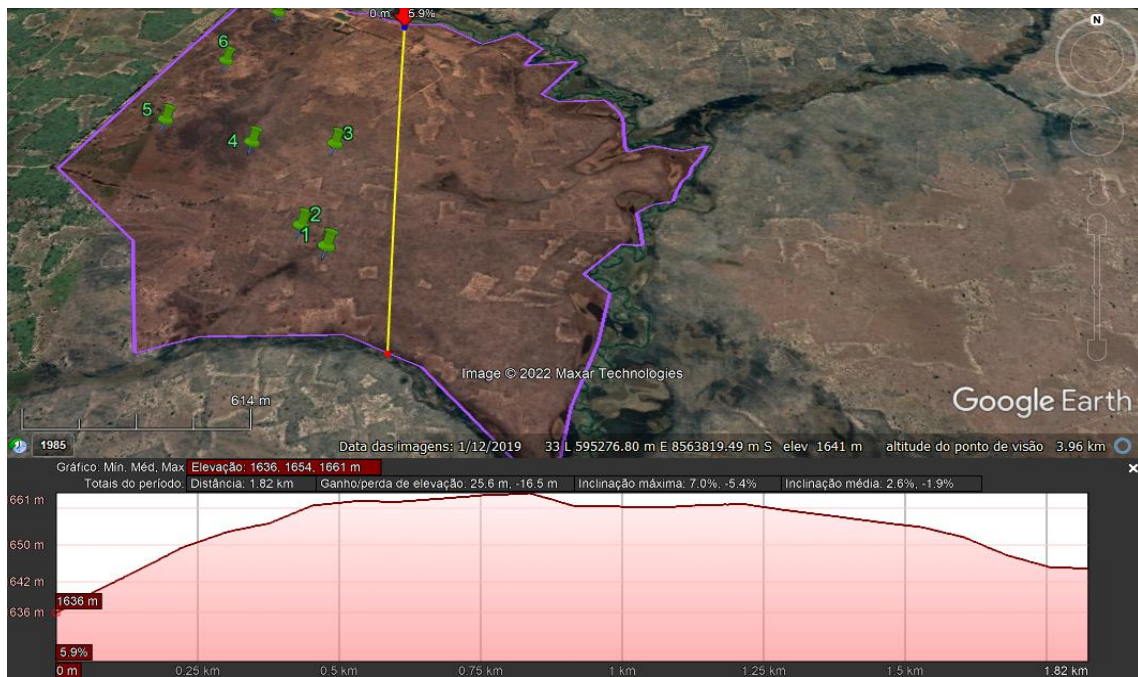 0 m 5.9%
N
6
5
4
3
2
1
Image © 2022 Maxar Technologies
614 m
Google Earth
1985
Data das imagens: 1/12/2019 33 L 595276.80 m E 8563819.49 m S elev 1641 m altitude do ponto de visão 3.96 km
Gráfico: Mín. Méd, Max Elevação: 1636, 1654, 1661 m
Totais do período: Distância: 1.82 km Ganho/perda de elevação: 25.6 m, -16.5 m Inclinação máxima: 7.0%, -5.4% Inclinação média: 2.6%, -1.9%
661 m
650 m
642 m
1636 m
636 m
5.9%
0 m 0.25 km 0.5 km 0.75 km 1 km 1.25 km 1.5 km 1.82 km